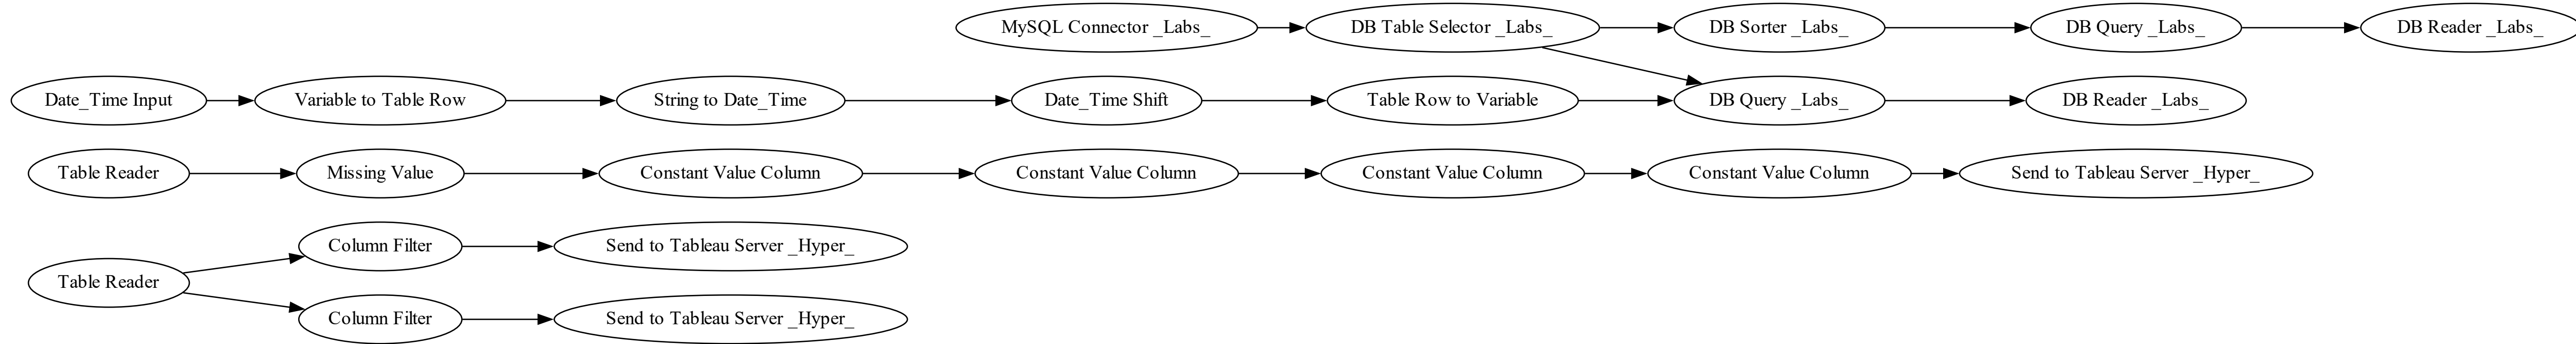 MySQL Connector _Labs_
DB Table Selector _Labs_
DB Sorter _Labs_
DB Query _Labs_
DB Reader _Labs_
Date_Time Input
Variable to Table Row
String to Date_Time
Date_Time Shift
Table Row to Variable
DB Query _Labs_
DB Reader _Labs_
Table Reader
Missing Value
Constant Value Column
Constant Value Column
Constant Value Column
Constant Value Column
Send to Tableau Server _Hyper_
Table Reader
Column Filter
Send to Tableau Server _Hyper_
Column Filter
Send to Tableau Server _Hyper_